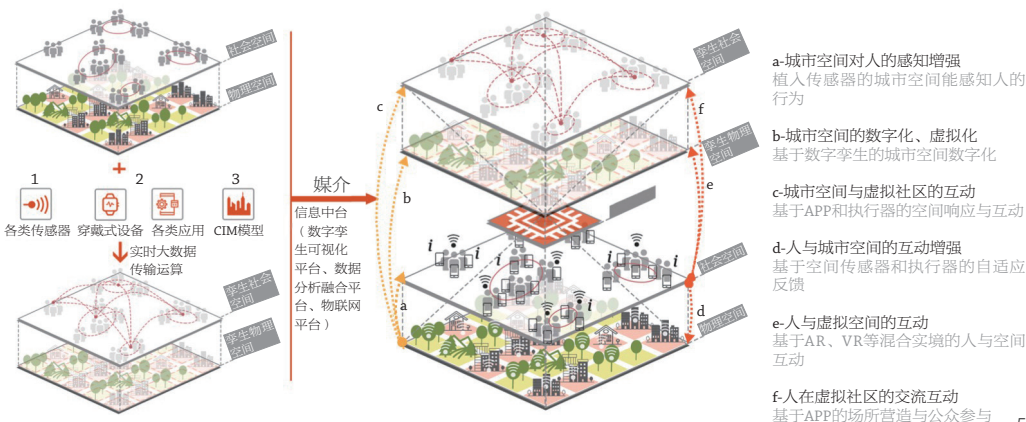 社会空间
物理空间
+
1
2
3
各类传感器
穿戴式设备
各类应用
CIM模型
实时大数据
传输运算
孪生社会
空间
孪生物理
空间
媒介
信息中台
（数字孪
生可视化
平台、数据
分析融合平
台、物联网
平台）
孪生社会
空间
孪生物理
空间
社会空间
物理空间
c
b
a
f
e
d
i
i
i
i
i
i
i
a-城市空间对人的感知增强
植入传感器的城市空间能感知人的
行为
b-城市空间的数字化、虚拟化
基于数字孪生的城市空间数字化
c-城市空间与虚拟社区的互动
基于APP和执行器的空间响应与互动
d-人与城市空间的互动增强
基于空间传感器和执行器的自适应
反馈
e-人与虚拟空间的互动
基于AR、VR等混合实境的人与空间
互动
f-人在虚拟社区的交流互动
基于APP的场所营造与公众参与